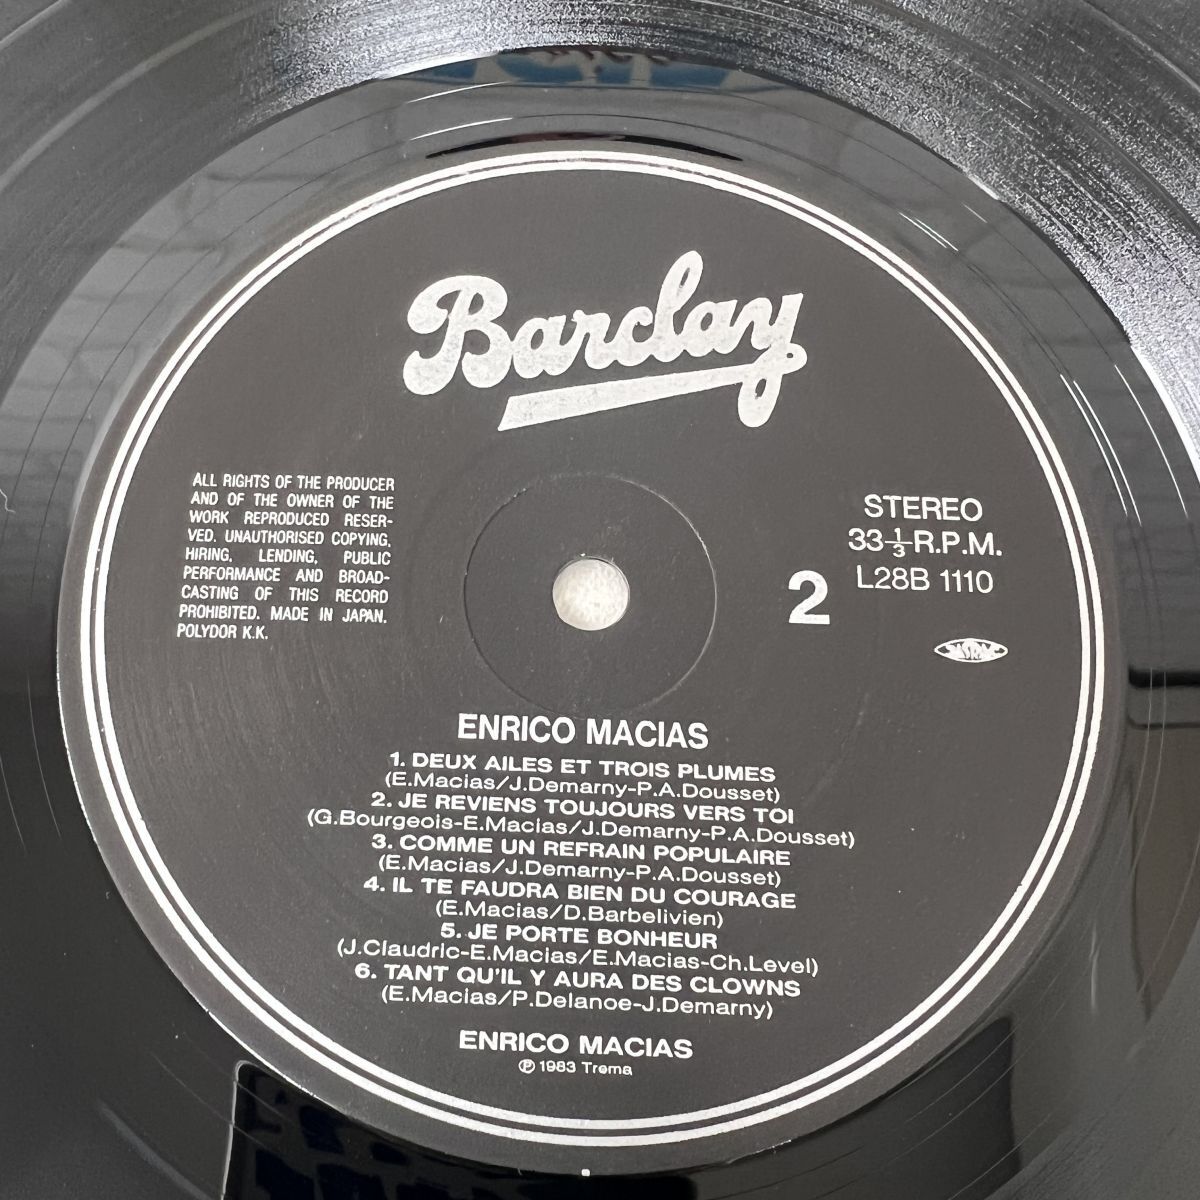 Barclay
ALL RIGHTS OF THE PRODUCER
AND OF THE OWNER OF THE
WORK REPRODUCED RESER-
VED. UNAUTHORISED COPYING,
HIRING, LENDING, PUBLIC
PERFORMANCE AND BROAD-
CASTING OF THIS RECORD
PROHIBITED. MADE IN JAPAN.
POLYDOR K.K.
STEREO
33 1/3 R.P.M.
L28B 1110
2
JASRAC
ENRICO MACIAS
1. DEUX AILES ET TROIS PLUMES
(E.Macias/J.Demarny-P.A.Dousset)
2. JE REVIENS TOUJOURS VERS TOI
(G.Bourgeois-E.Macias/J.Demarny-P.A.Dousset)
3. COMME UN REFRAIN POPULAIRE
(E.Macias/J.Demarny-P.A.Dousset)
4. IL TE FAUDRA BIEN DU COURAGE
(E.Macias/D.Barbelivien)
5. JE PORTE BONHEUR
(J.Claudric-E.Macias/E.Macias-Ch.Level)
6. TANT QU'IL Y AURA DES CLOWNS
(E.Macias/P.Delanoe-J.Demarny)
ENRICO MACIAS
℗ 1983 Trema